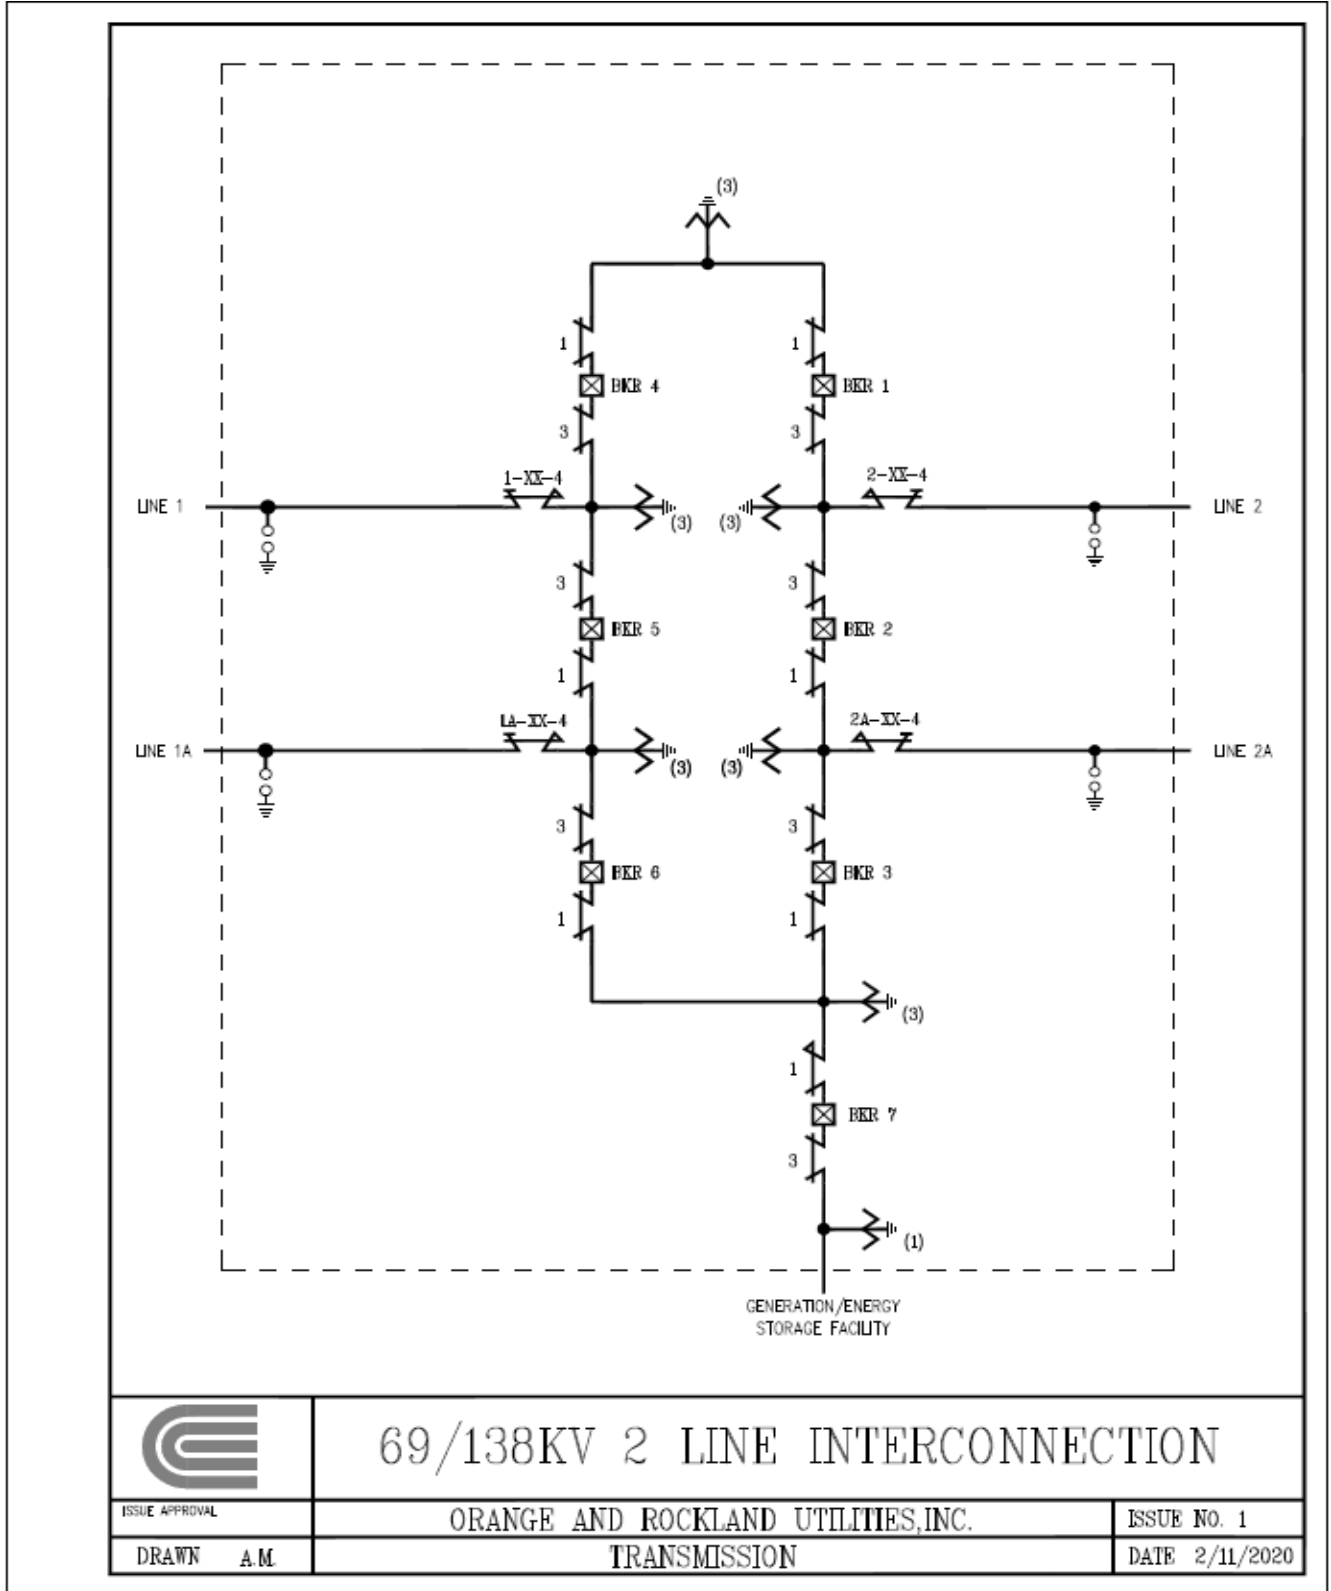 (3)
1
1
BKR 4
BKR 1
3
3
1-XX-4
2-XX-4
LINE 1
LINE 2
(3)
(3)
3
3
BKR 5
BKR 2
1
1
1A-XX-4
2A-XX-4
LINE 1A
LINE 2A
(3)
(3)
3
3
BKR 6
BKR 3
1
1
(3)
1
BKR 7
3
(1)
GENERATION/ENERGY
STORAGE FACILITY
69/138KV 2 LINE INTERCONNECTION
ISSUE APPROVAL
ORANGE AND ROCKLAND UTILITIES,INC.
ISSUE NO. 1
DRAWN A.M.
TRANSMISSION
DATE 2/11/2020